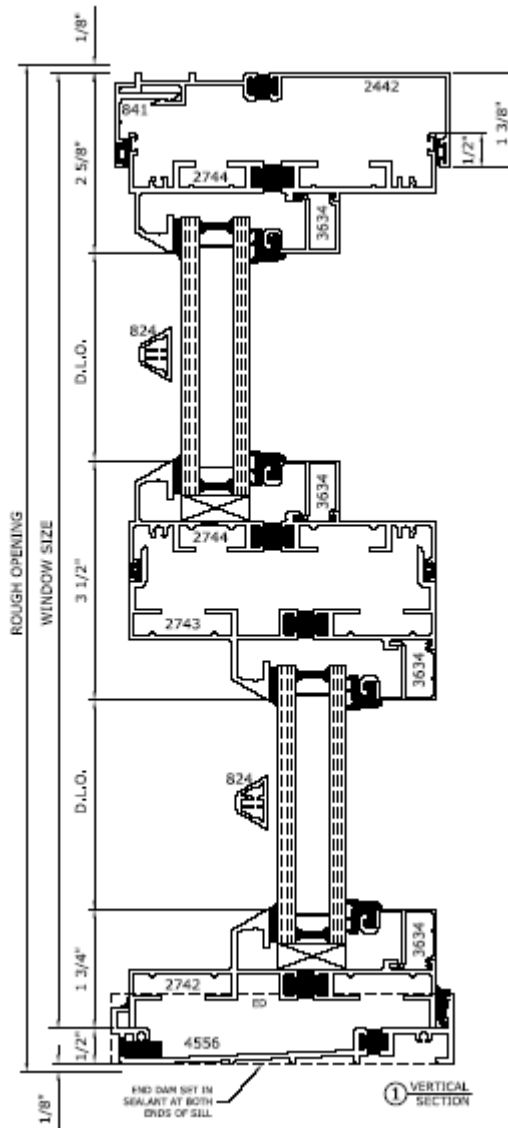 1/8"
2442
841
1 3/8"
1/2"
2 5/8"
2744
3634
824
D.L.O.
3634
2744
ROUGH OPENING
WINDOW SIZE
3 1/2"
2743
3634
824
D.L.O.
3634
1 3/4"
2742
ED
4556
1/2"
END DAM SET IN
SEALANT AT BOTH
ENDS OF SILL
1 VERTICAL
SECTION
1/8"